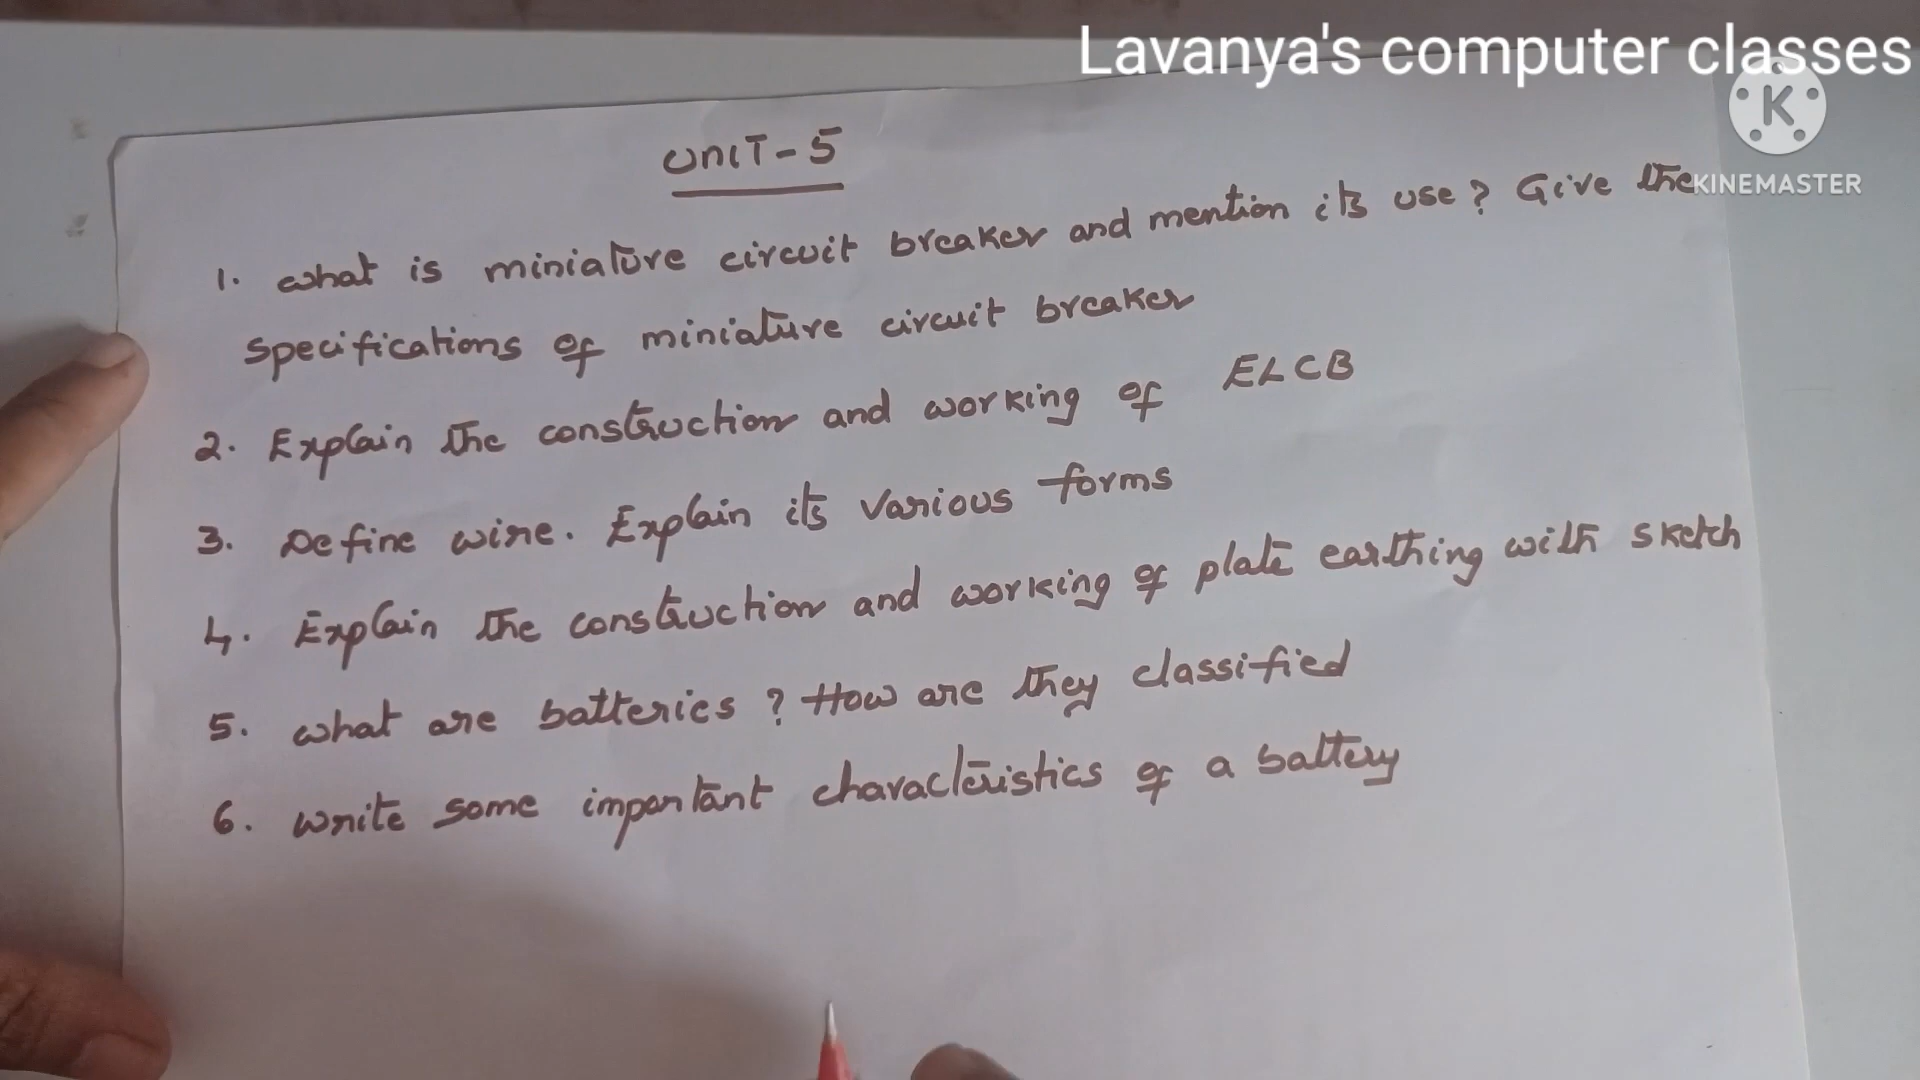 Lavanya's computer classes
K
KINEMASTER
UNIT-5
1. what is miniature circuit breaker and mention its use? Give the
specifications of miniature circuit breaker
2. Explain the construction and working of ELCB
3. Define wire. Explain its various forms
4. Explain the construction and working of plate earthing with sketch
5. what are batteries? How are they classified
6. write some important characteristics of a battery